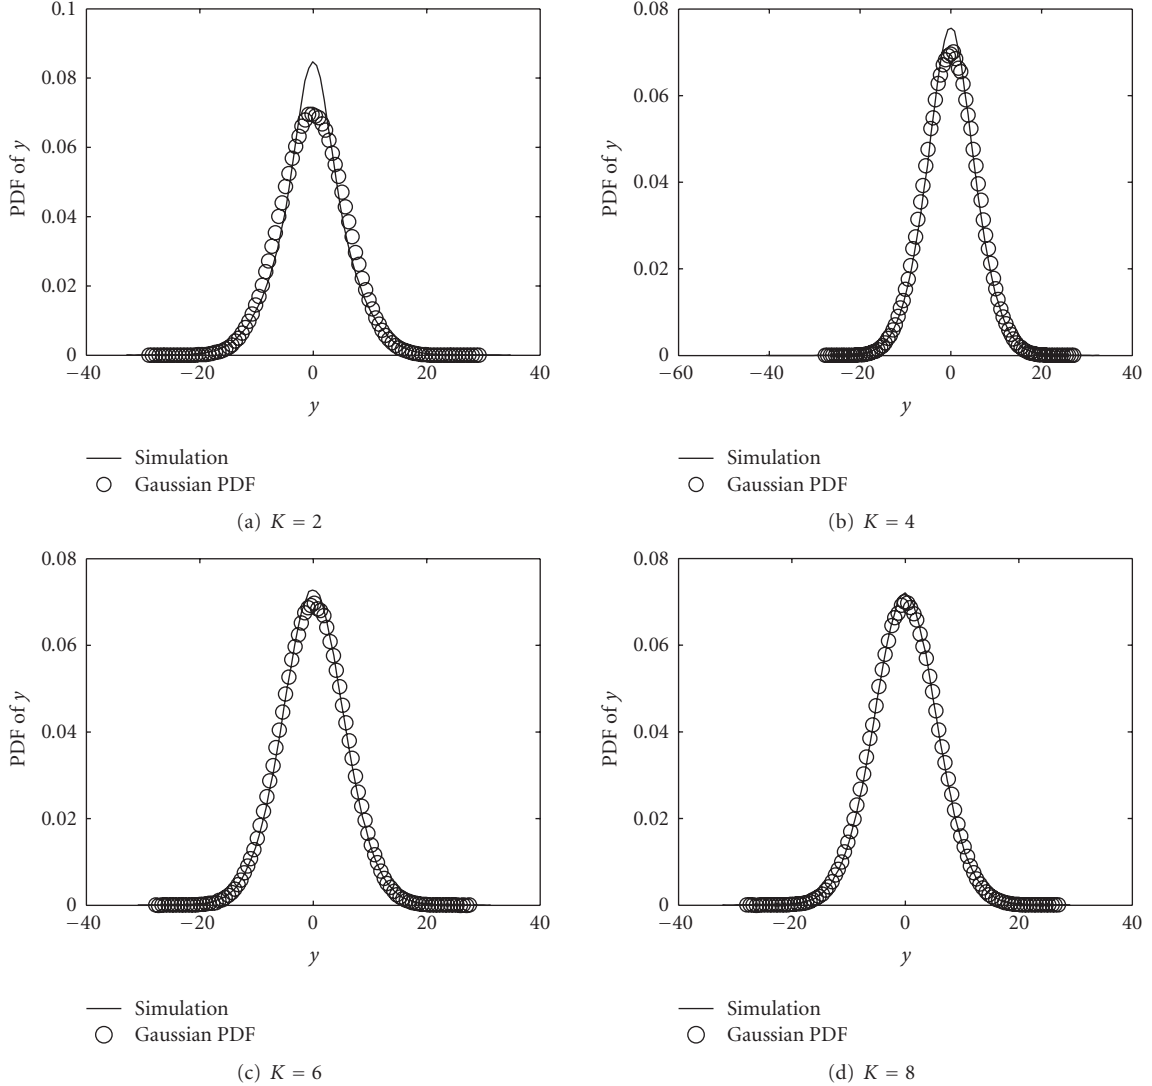 0.1
0.08
0.06
0.04
0.02
0
PDF of y
−40
−20
0
20
40
y
Simulation
Gaussian PDF
(a) K = 2
0.08
0.06
0.04
0.02
0
PDF of y
−60
−40
−20
0
20
40
y
Simulation
Gaussian PDF
(b) K = 4
0.08
0.06
0.04
0.02
0
PDF of y
−40
−20
0
20
40
y
Simulation
Gaussian PDF
(c) K = 6
0.08
0.06
0.04
0.02
0
PDF of y
−40
−20
0
20
40
y
Simulation
Gaussian PDF
(d) K = 8